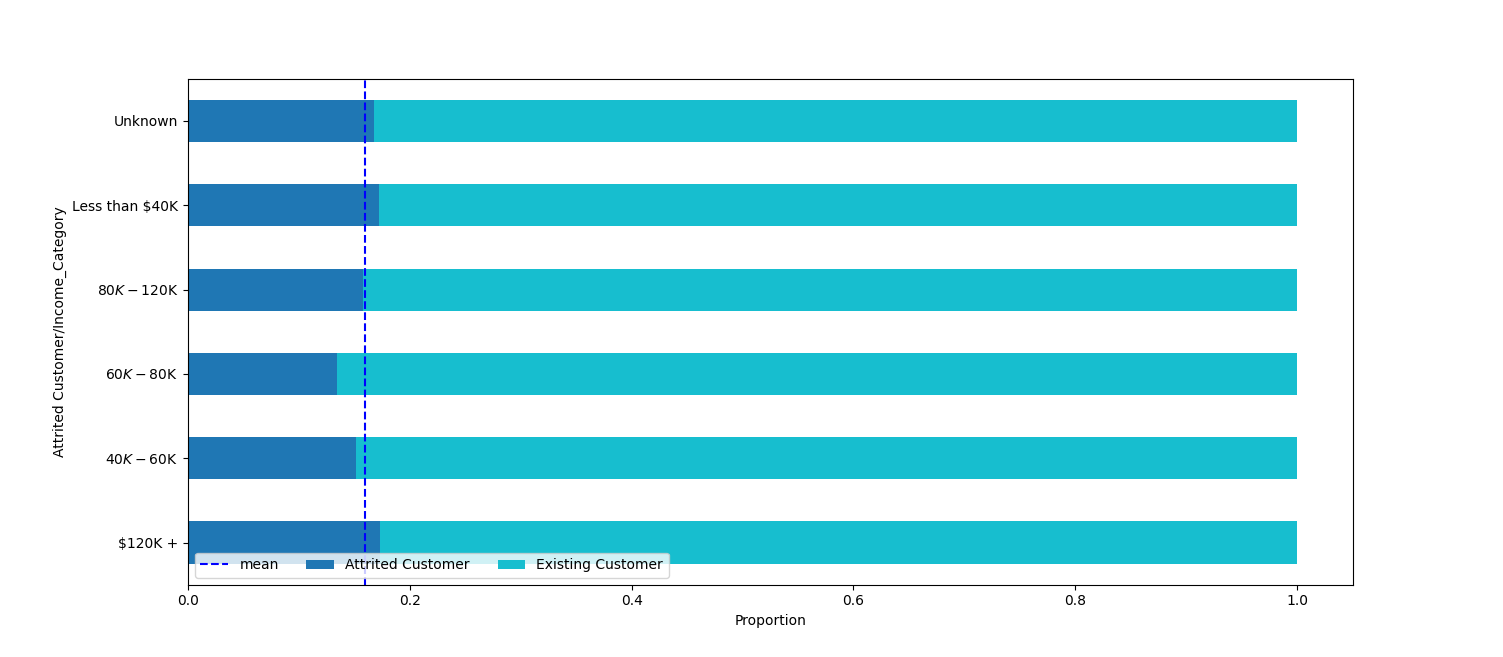 Attrited Customer/Income_Category
Unknown
Less than $40K
80K − 120K
60K − 80K
40K − 60K
$120K +
mean
Attrited Customer
Existing Customer
0.0 0.2 0.4 0.6 0.8 1.0
Proportion